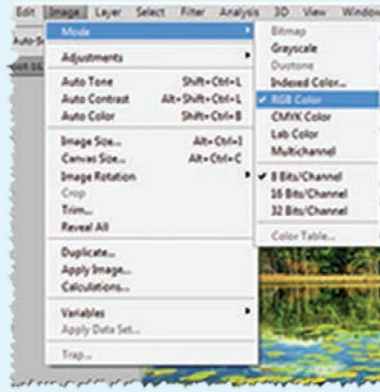 Edit Image Layer Select Filter Analysis 3D View Window
Mode
Adjustments
Auto Tone Shift+Ctrl+L
Auto Contrast Alt+Shift+Ctrl+L
Auto Color Shift+Ctrl+B
Image Size... Alt+Ctrl+I
Canvas Size... Alt+Ctrl+C
Image Rotation
Crop
Trim...
Reveal All
Duplicate...
Apply Image...
Calculations...
Variables
Apply Data Set...
Trap...
Bitmap
Grayscale
Duotone
Indexed Color...
RGB Color
CMYK Color
Lab Color
Multichannel
8 Bits/Channel
16 Bits/Channel
32 Bits/Channel
Color Table...